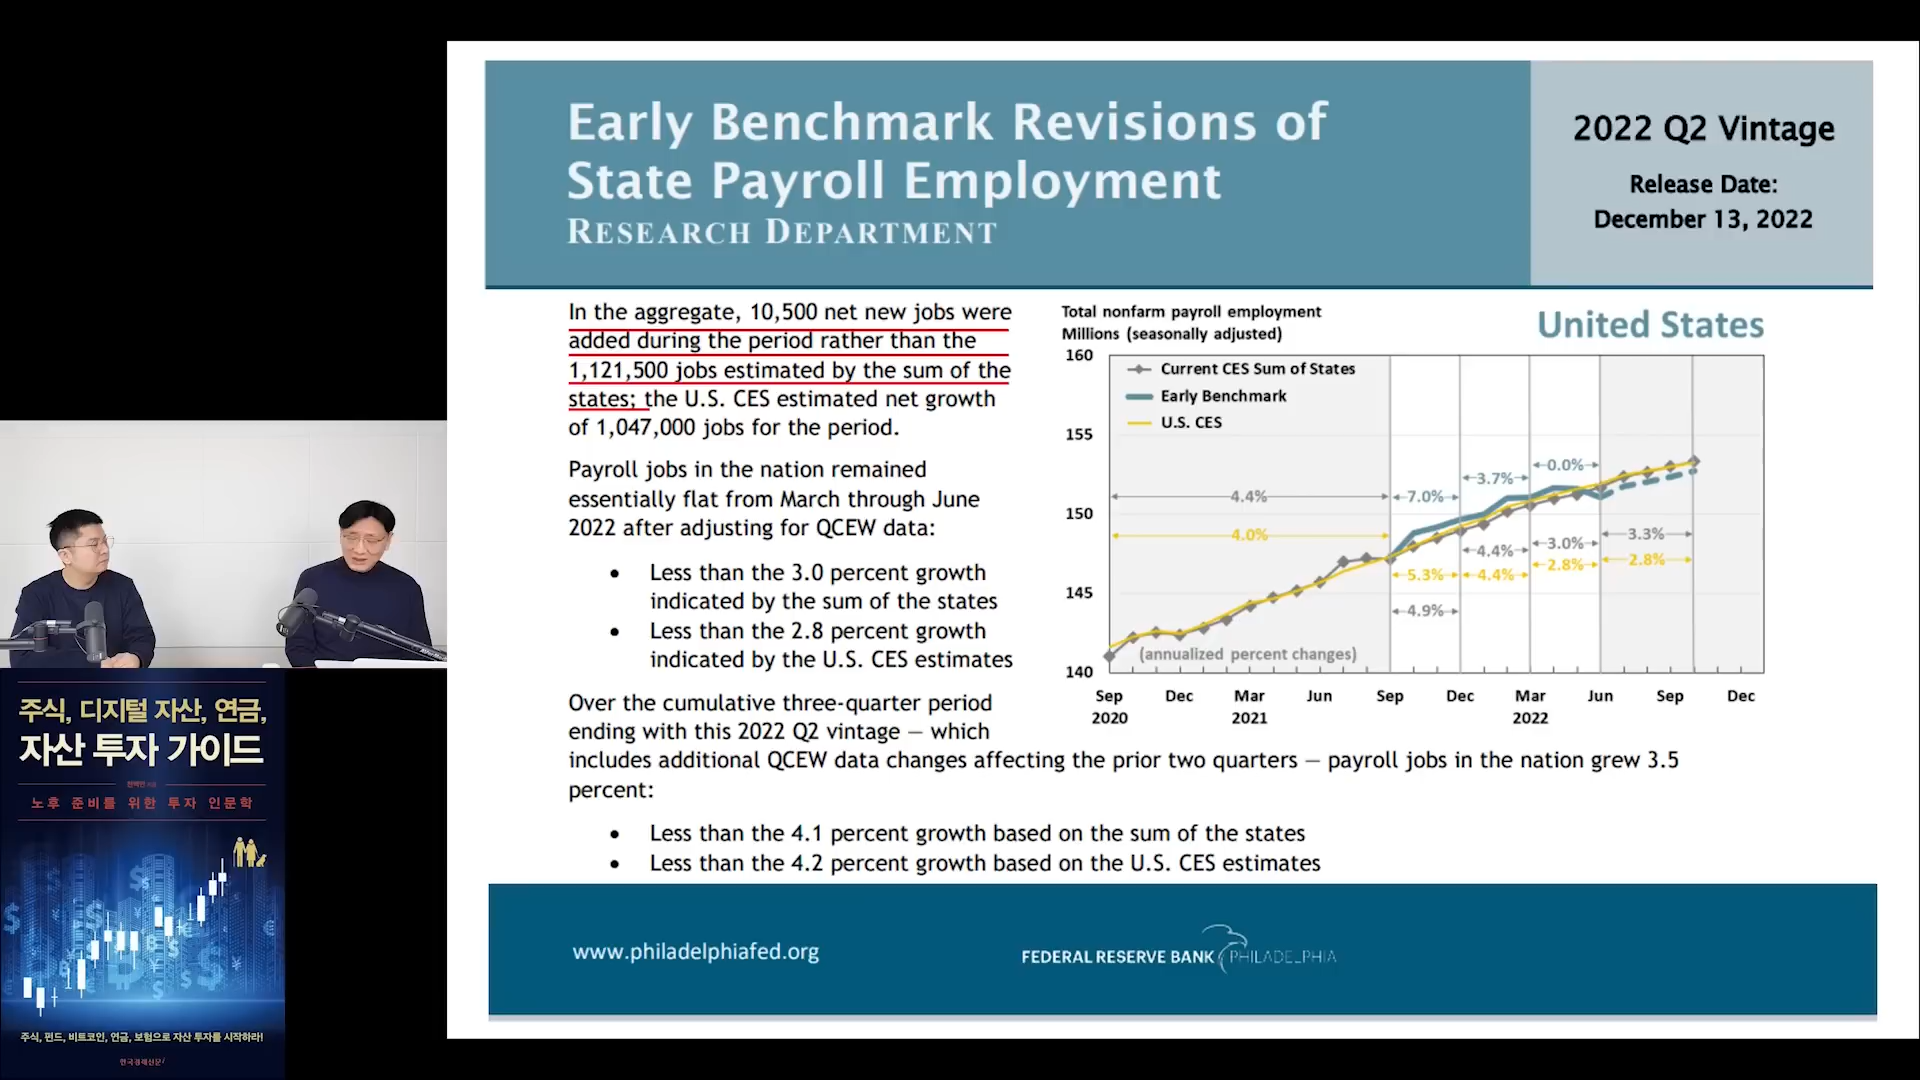 Early Benchmark Revisions of
State Payroll Employment
RESEARCH DEPARTMENT
2022 Q2 Vintage
Release Date:
December 13, 2022
In the aggregate, 10,500 net new jobs were
added during the period rather than the
1,121,500 jobs estimated by the sum of the
states; the U.S. CES estimated net growth
of 1,047,000 jobs for the period.
Payroll jobs in the nation remained
essentially flat from March through June
2022 after adjusting for QCEW data:
• Less than the 3.0 percent growth
indicated by the sum of the states
• Less than the 2.8 percent growth
indicated by the U.S. CES estimates
Over the cumulative three-quarter period
ending with this 2022 Q2 vintage — which
includes additional QCEW data changes affecting the prior two quarters — payroll jobs in the nation grew 3.5
percent:
• Less than the 4.1 percent growth based on the sum of the states
• Less than the 4.2 percent growth based on the U.S. CES estimates
Total nonfarm payroll employment
Millions (seasonally adjusted)
United States
160
155
150
145
140
Current CES Sum of States
Early Benchmark
U.S. CES
4.4%
7.0%
3.7%
0.0%
4.0%
4.4%
3.0%
3.3%
5.3%
4.4%
2.8%
2.8%
4.9%
(annualized percent changes)
Sep Dec Mar Jun Sep Dec Mar Jun Sep Dec
2020 2021 2022
www.philadelphiafed.org
FEDERAL RESERVE BANK PHILADELPHIA
주식, 디지털 자산, 연금,
자산 투자 가이드
노후 준비를 위한 투자 인문학
주식, 펀드, 비트코인, 연금, 보험으로 자산 투자를 시작하라!
한국경제신문